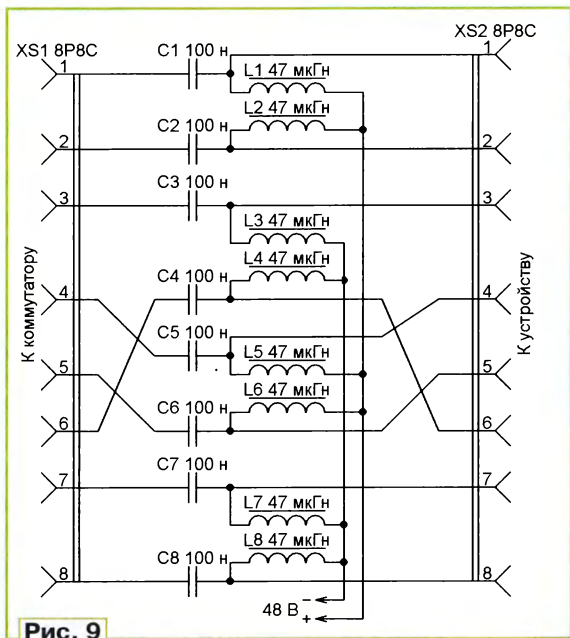 XS1 8P8C
C1 100 н
XS2 8P8C
1
1
L1 47 мкГн
L2 47 мкГн
C2 100 н
2
2
C3 100 н
3
3
L3 47 мкГн
L4 47 мкГн
C4 100 н
К коммутатору
К устройству
4
4
C5 100 н
L5 47 мкГн
L6 47 мкГн
5
5
C6 100 н
6
6
C7 100 н
7
7
L7 47 мкГн
L8 47 мкГн
C8 100 н
8
8
48 В
−
+
Рис. 9